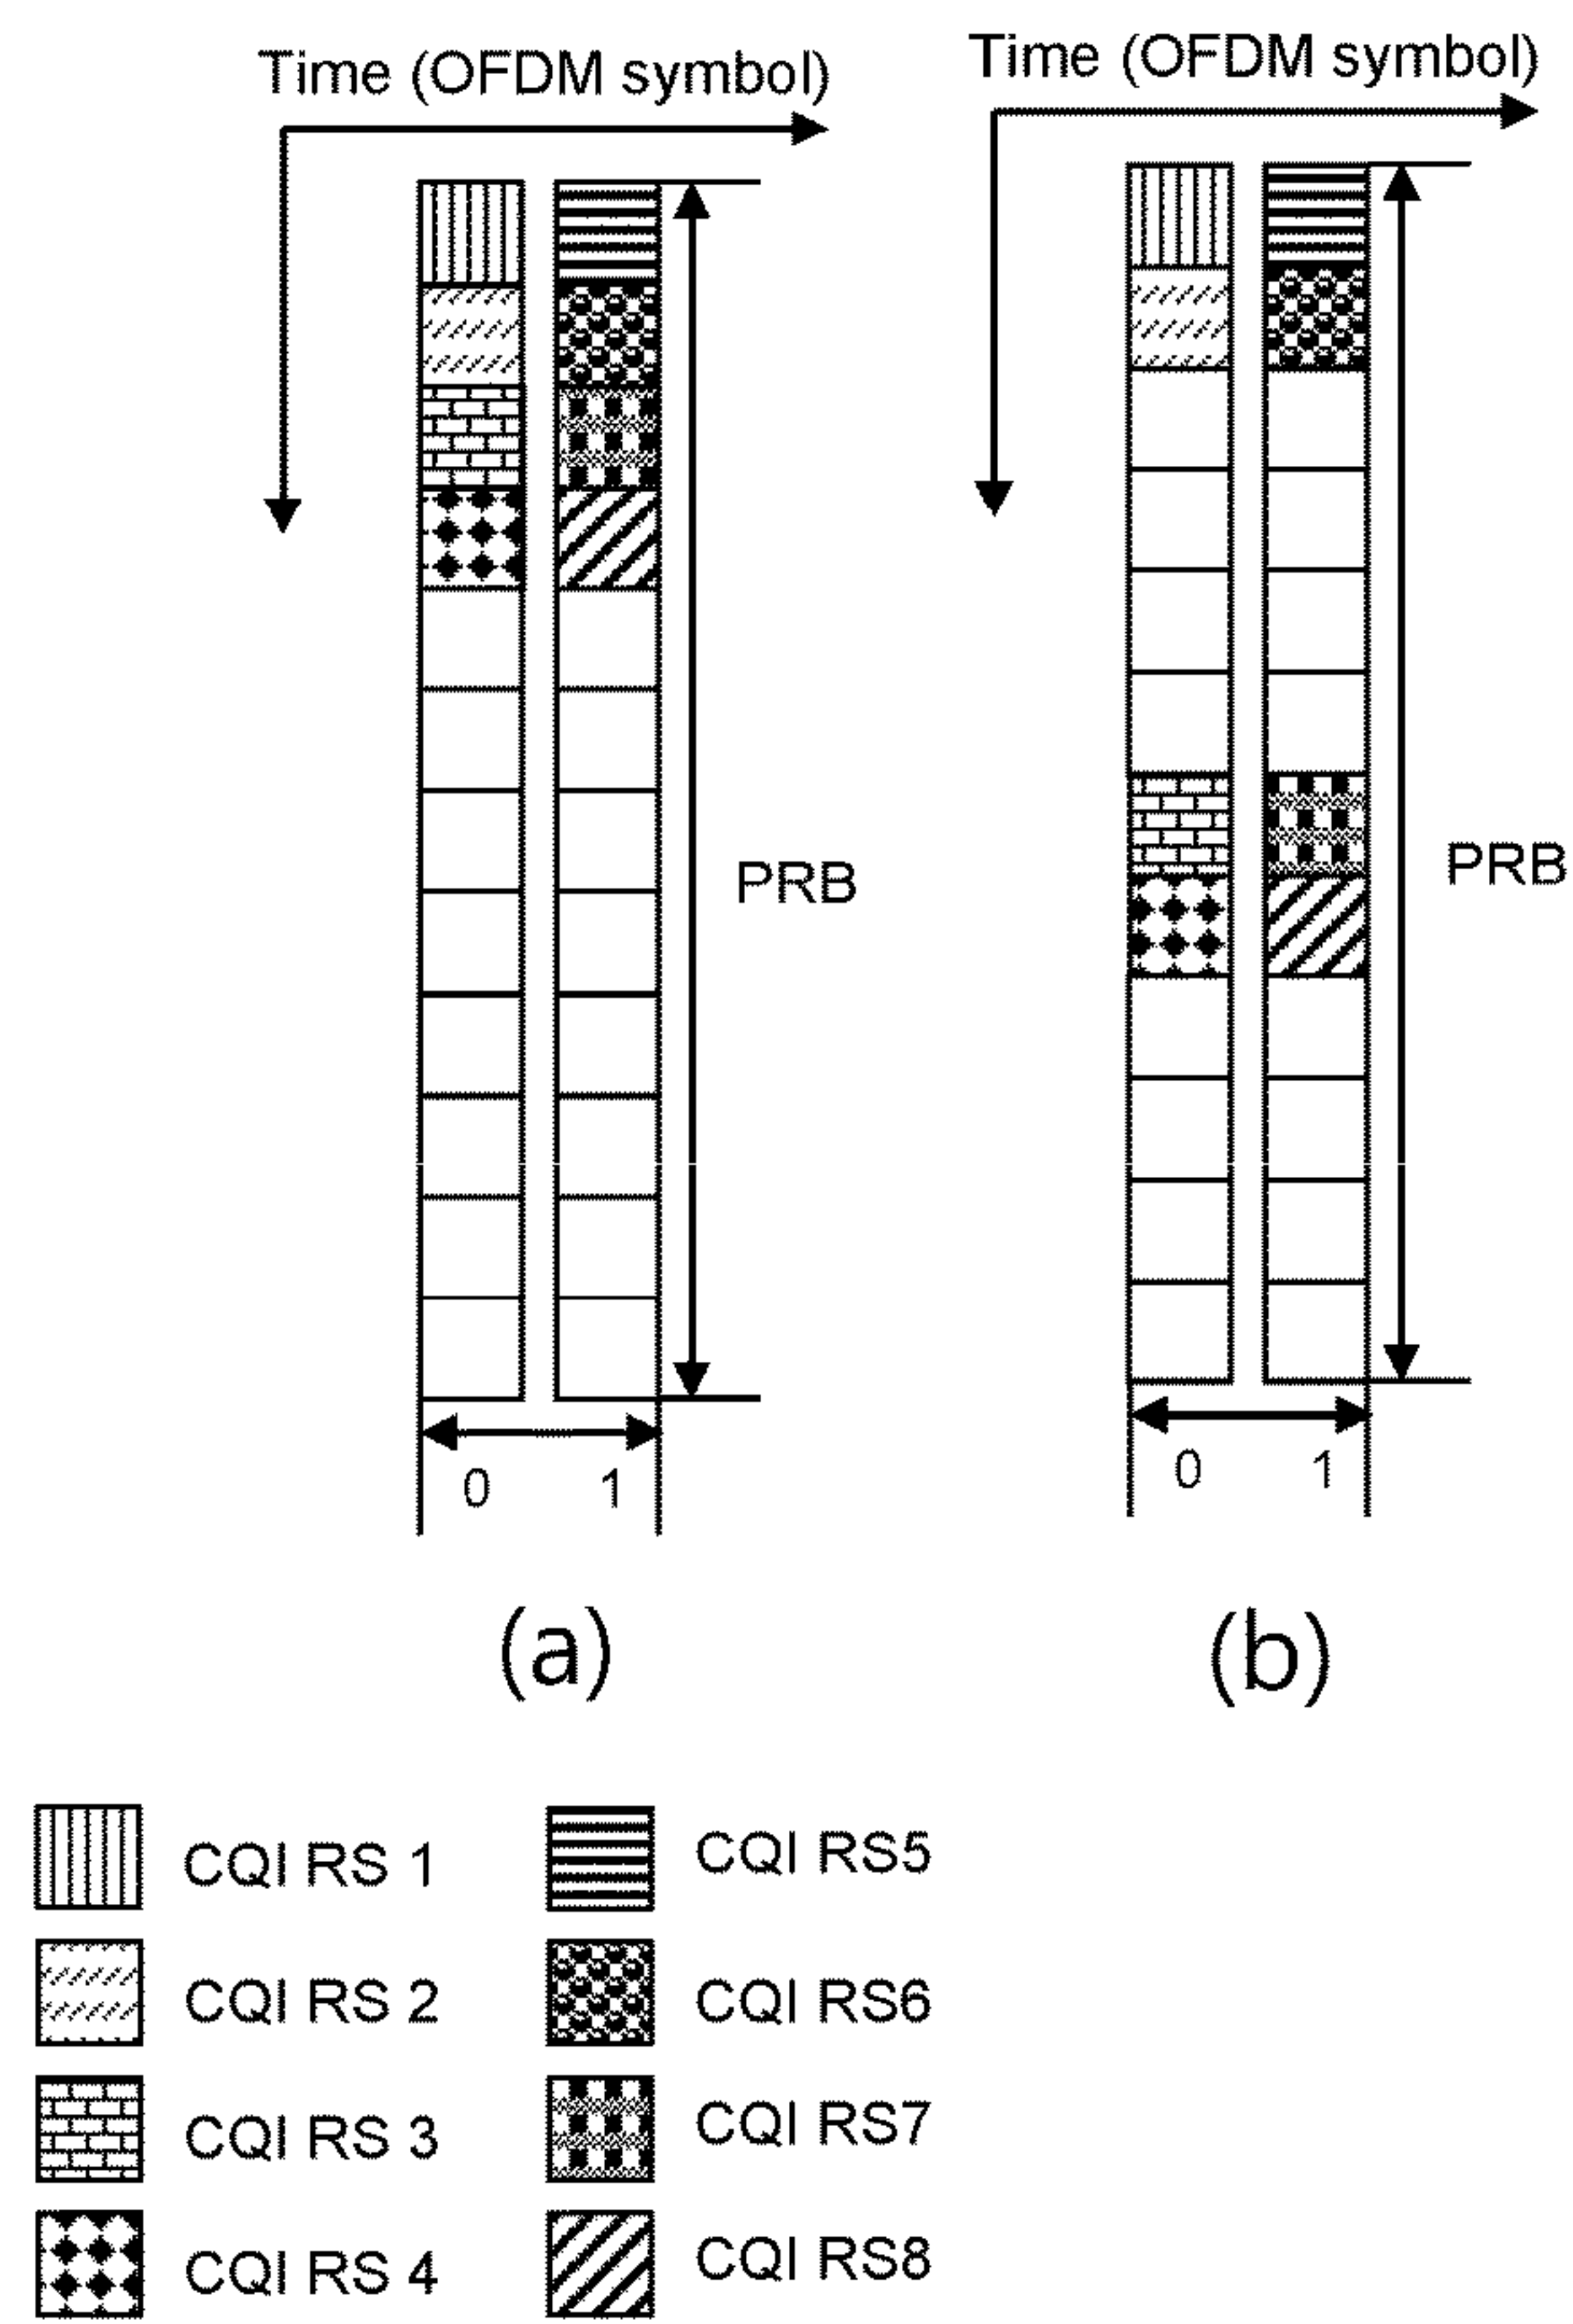 Time (OFDM symbol)
PRB
0 1
(a)
Time (OFDM symbol)
PRB
0 1
(b)
CQI RS 1
CQI RS 2
CQI RS 3
CQI RS 4
CQI RS5
CQI RS6
CQI RS7
CQI RS8